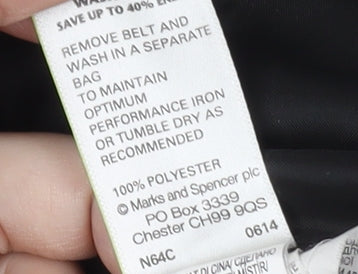 SAVE UP TO 40%
REMOVE BELT AND
WASH IN A SEPARATE
BAG
TO MAINTAIN
OPTIMUM
PERFORMANCE IRON
OR TUMBLE DRY AS
RECOMMENDED
100% POLYESTER
© Marks and Spencer plc
PO Box 3339
Chester CH99 9QS
N64C 0614